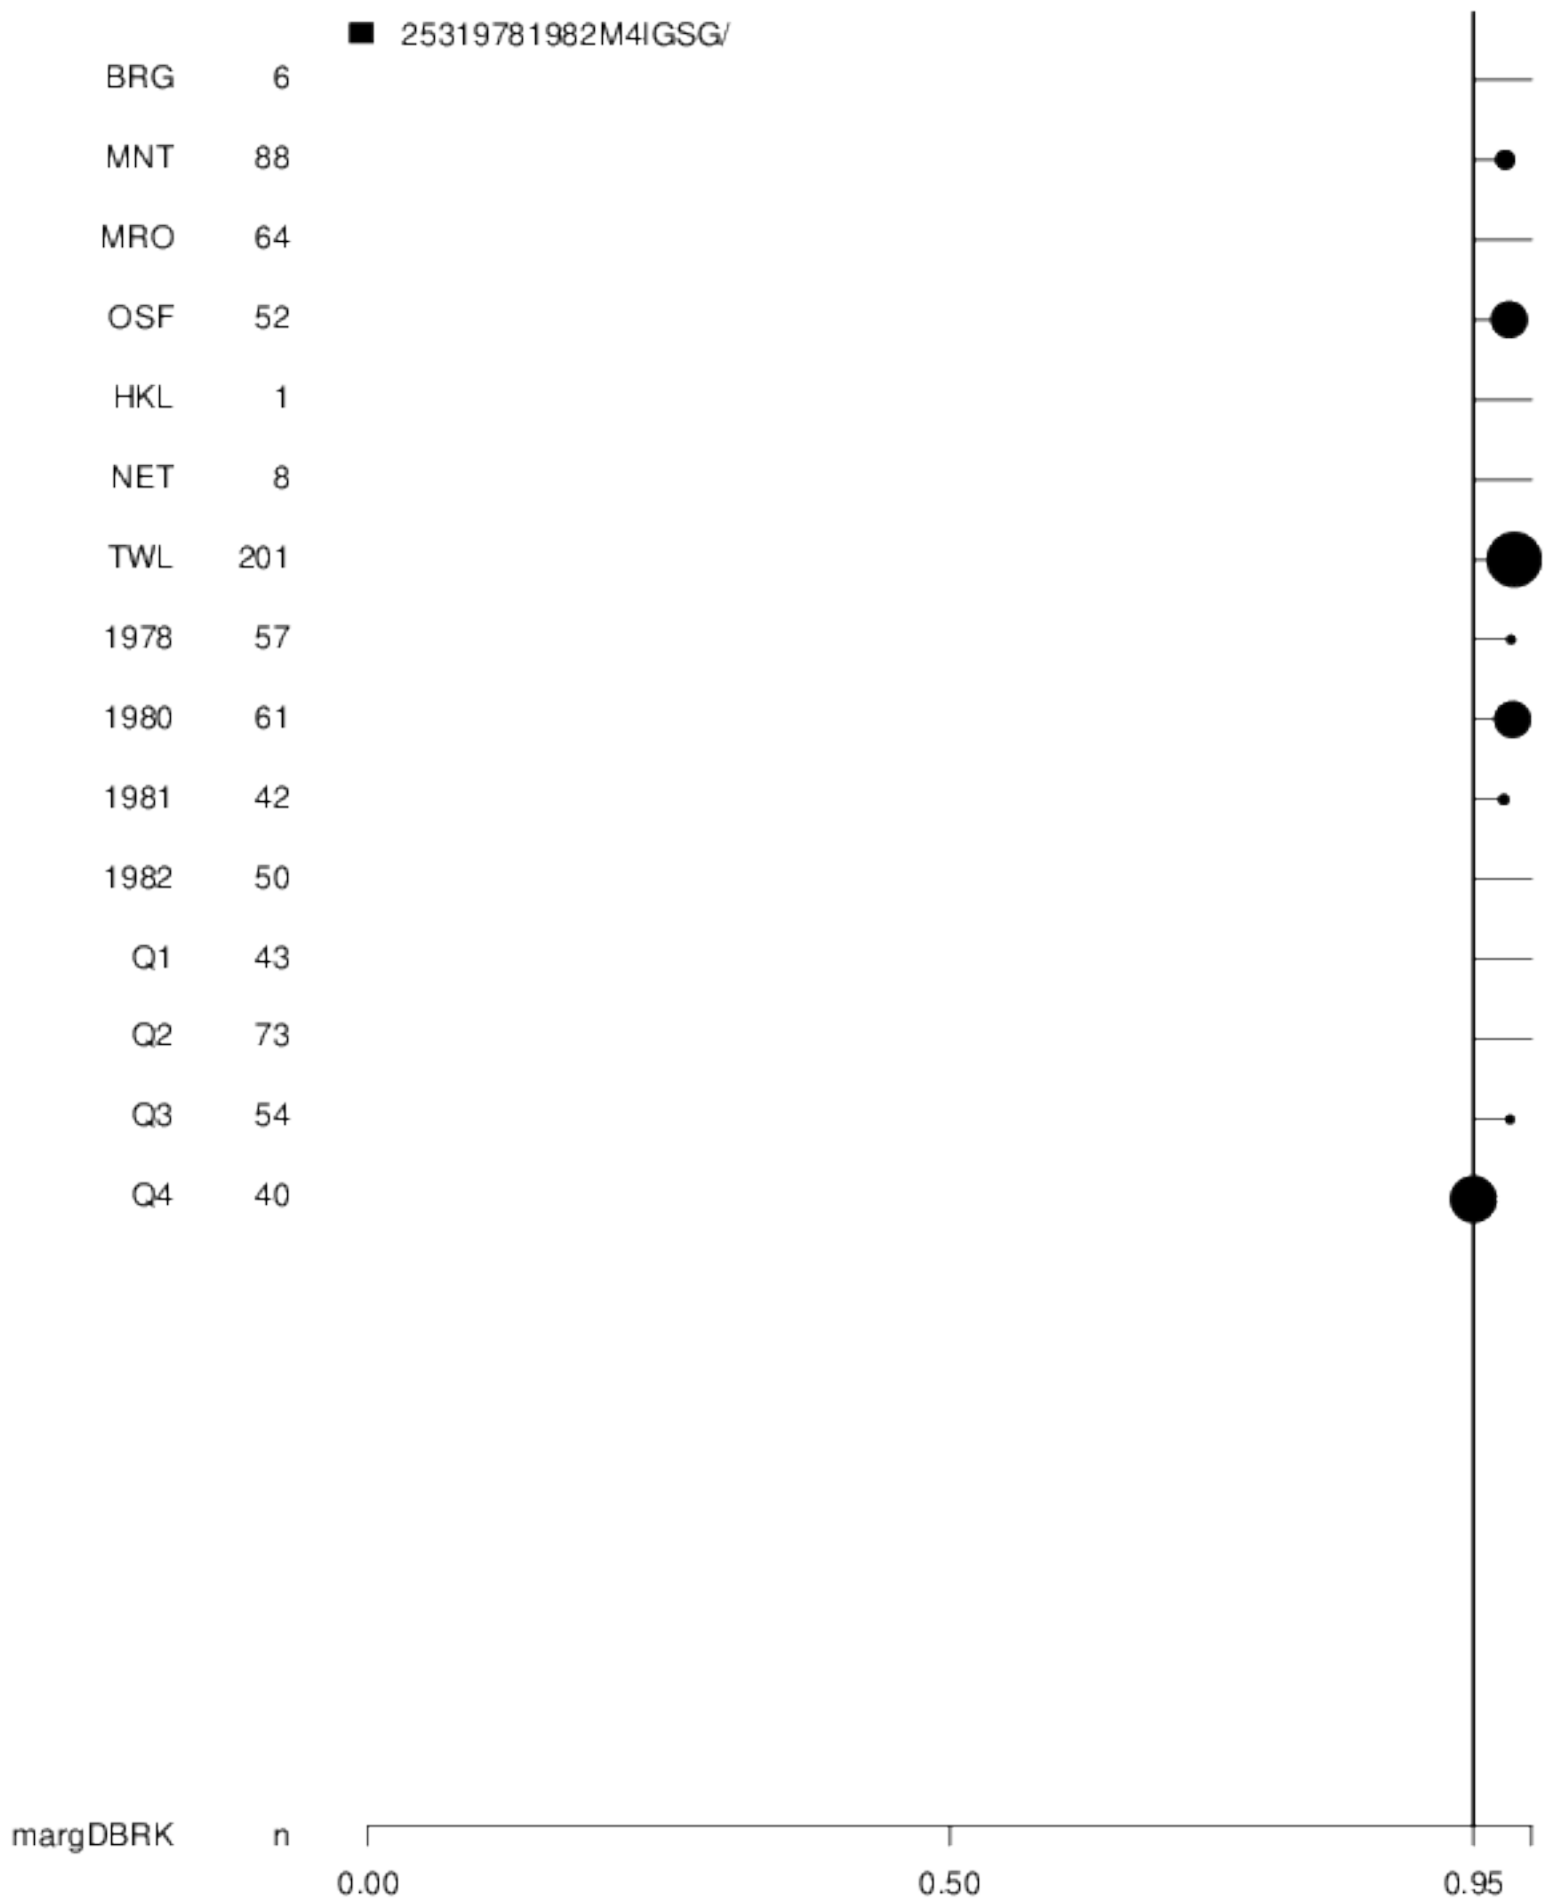 25319781982M4IGSG/
BRG 6
MNT 88
MRO 64
OSF 52
HKL 1
NET 8
TWL 201
1978 57
1980 61
1981 42
1982 50
Q1 43
Q2 73
Q3 54
Q4 40
margDBRK n
0.00 0.50 0.95